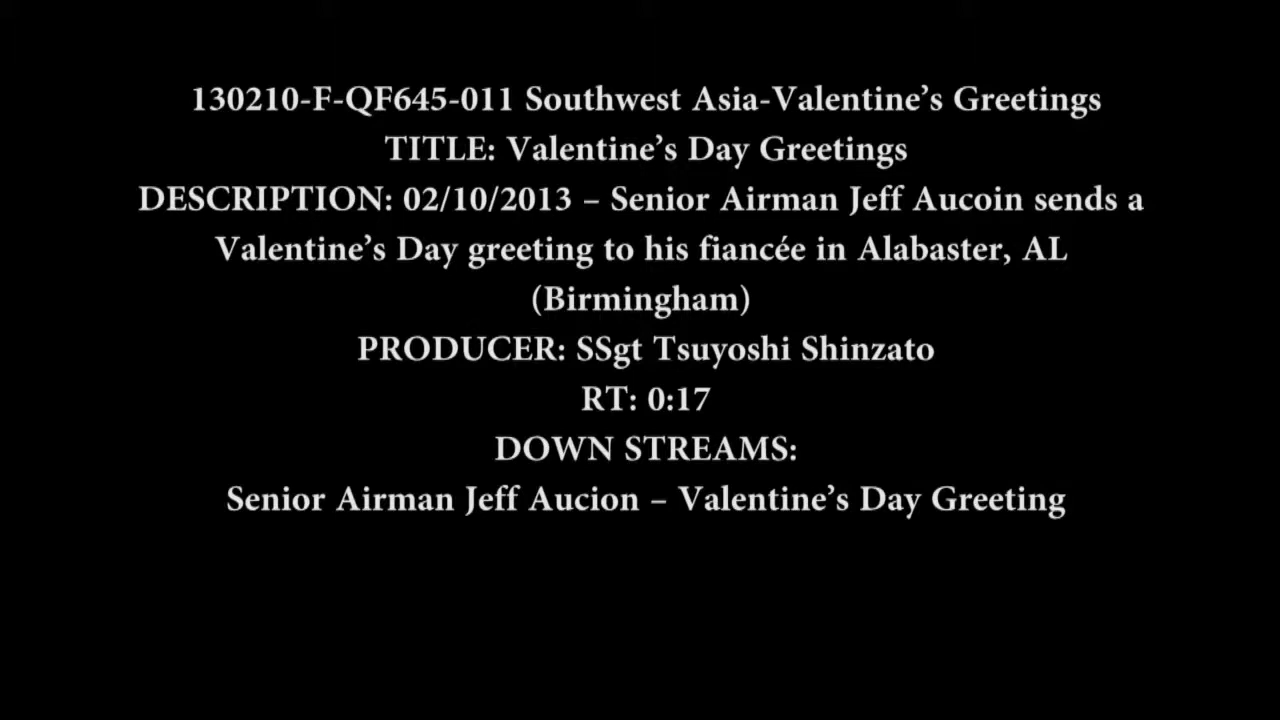 130210-F-QF645-011 Southwest Asia-Valentine’s Greetings
TITLE: Valentine’s Day Greetings
DESCRIPTION: 02/10/2013 – Senior Airman Jeff Aucoin sends a
Valentine’s Day greeting to his fiancée in Alabaster, AL
(Birmingham)
PRODUCER: SSgt Tsuyoshi Shinzato
RT: 0:17
DOWN STREAMS:
Senior Airman Jeff Aucion – Valentine’s Day Greeting